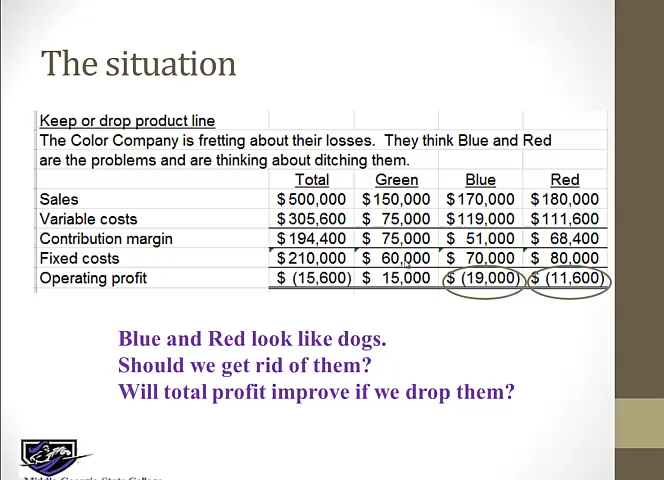 The situation
Keep or drop product line
The Color Company is fretting about their losses. They think Blue and Red
are the problems and are thinking about ditching them.
Total Green Blue Red
Sales $ 500,000 $ 150,000 $ 170,000 $ 180,000
Variable costs $ 305,600 $ 75,000 $ 119,000 $ 111,600
Contribution margin $ 194,400 $ 75,000 $ 51,000 $ 68,400
Fixed costs $ 210,000 $ 60,000 $ 70,000 $ 80,000
Operating profit $ (15,600) $ 15,000 $ (19,000) $ (11,600)
Blue and Red look like dogs.
Should we get rid of them?
Will total profit improve if we drop them?